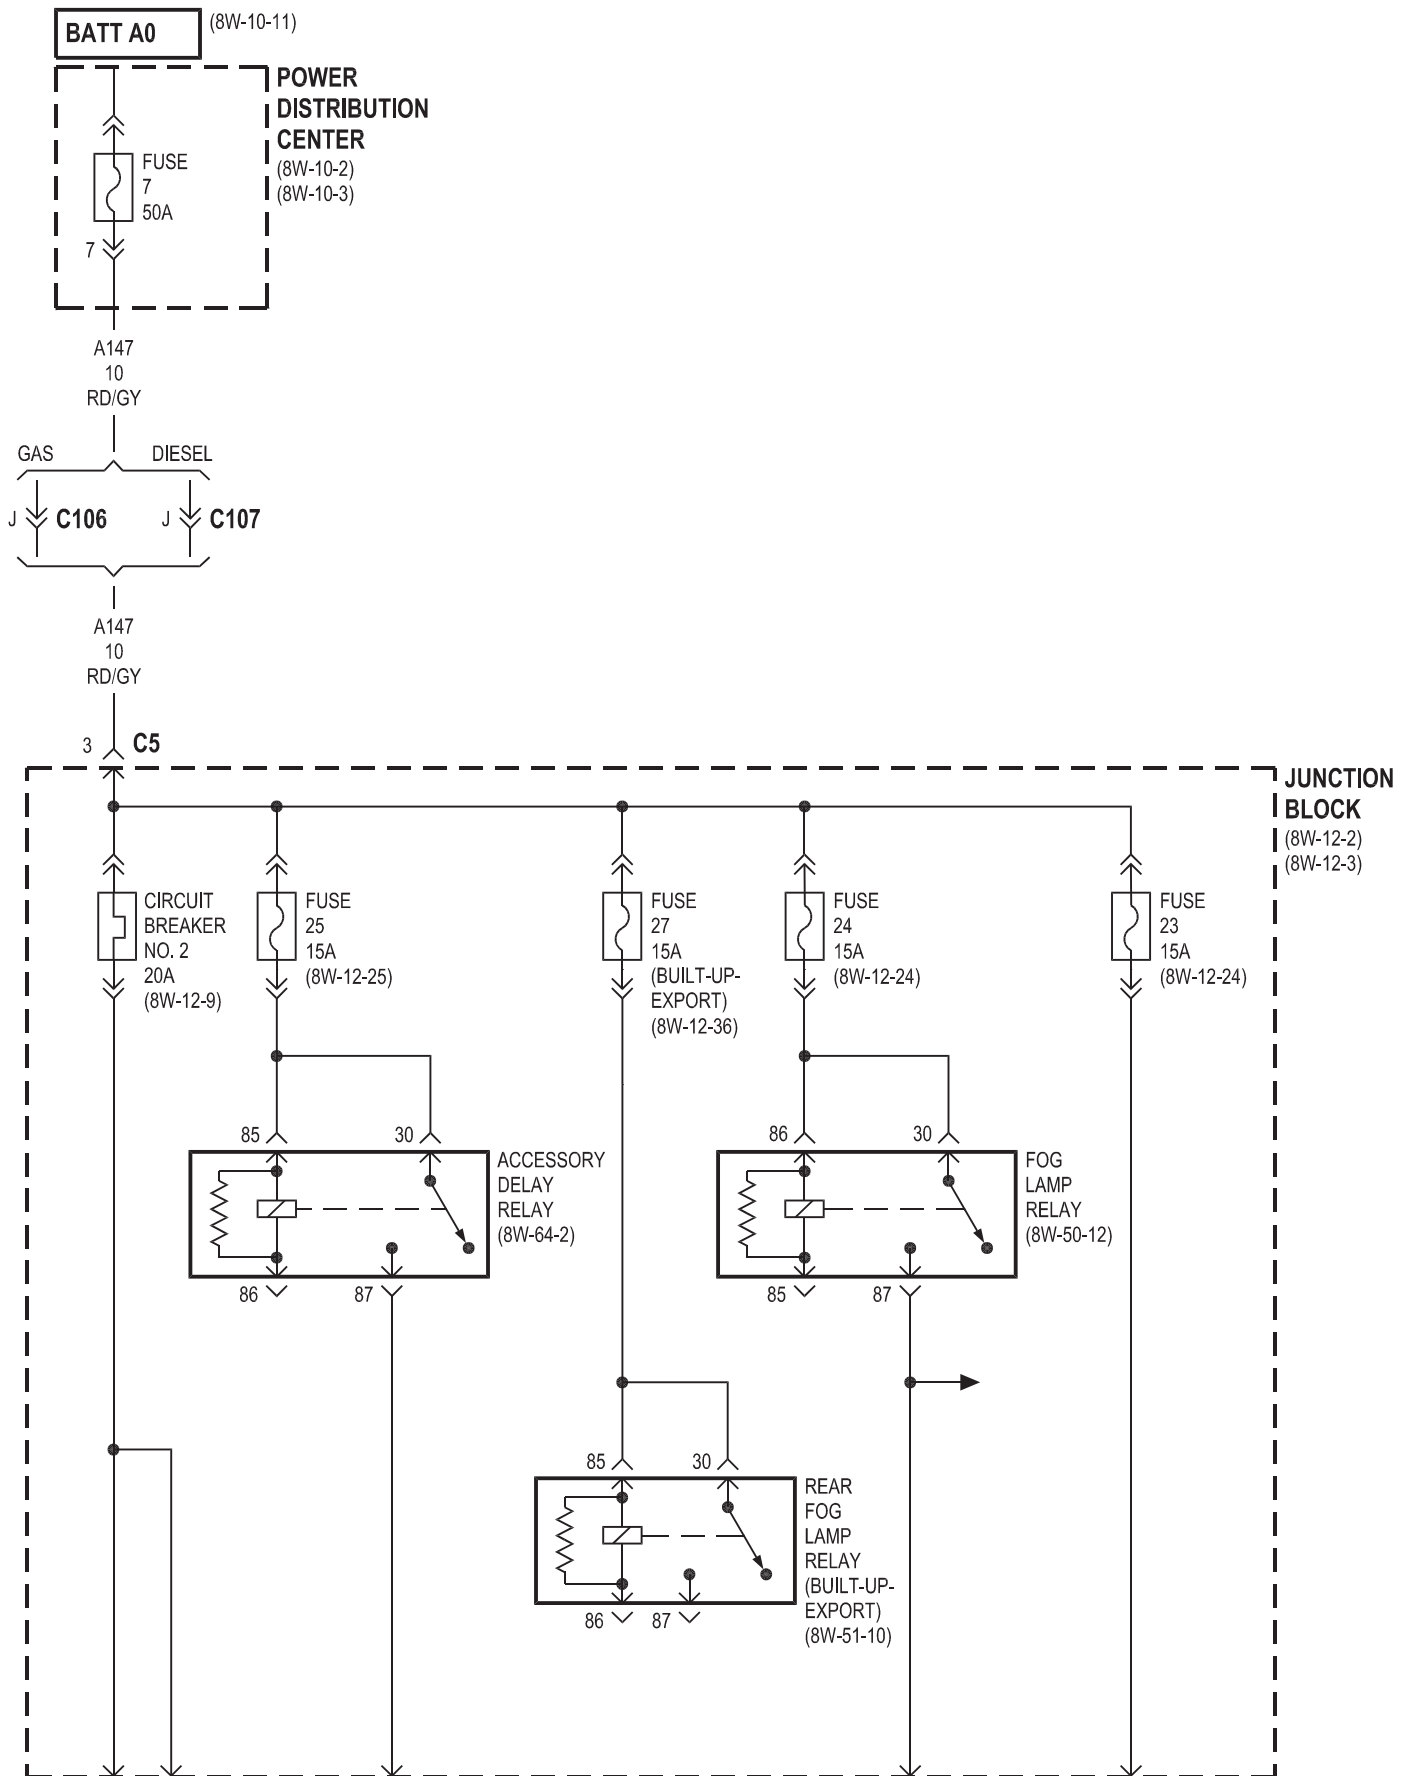 BATT A0
(8W-10-11)
POWER
DISTRIBUTION
CENTER
(8W-10-2)
(8W-10-3)
FUSE
7
50A
7
A147
10
RD/GY
GAS
DIESEL
J
C106
J
C107
A147
10
RD/GY
3
C5
JUNCTION
BLOCK
(8W-12-2)
(8W-12-3)
CIRCUIT
BREAKER
NO. 2
20A
(8W-12-9)
FUSE
25
15A
(8W-12-25)
FUSE
27
15A
(BUILT-UP-
EXPORT)
(8W-12-36)
FUSE
24
15A
(8W-12-24)
FUSE
23
15A
(8W-12-24)
85
30
ACCESSORY
DELAY
RELAY
(8W-64-2)
86
87
86
30
FOG
LAMP
RELAY
(8W-50-12)
85
87
85
30
REAR
FOG
LAMP
RELAY
(BUILT-UP-
EXPORT)
(8W-51-10)
86
87